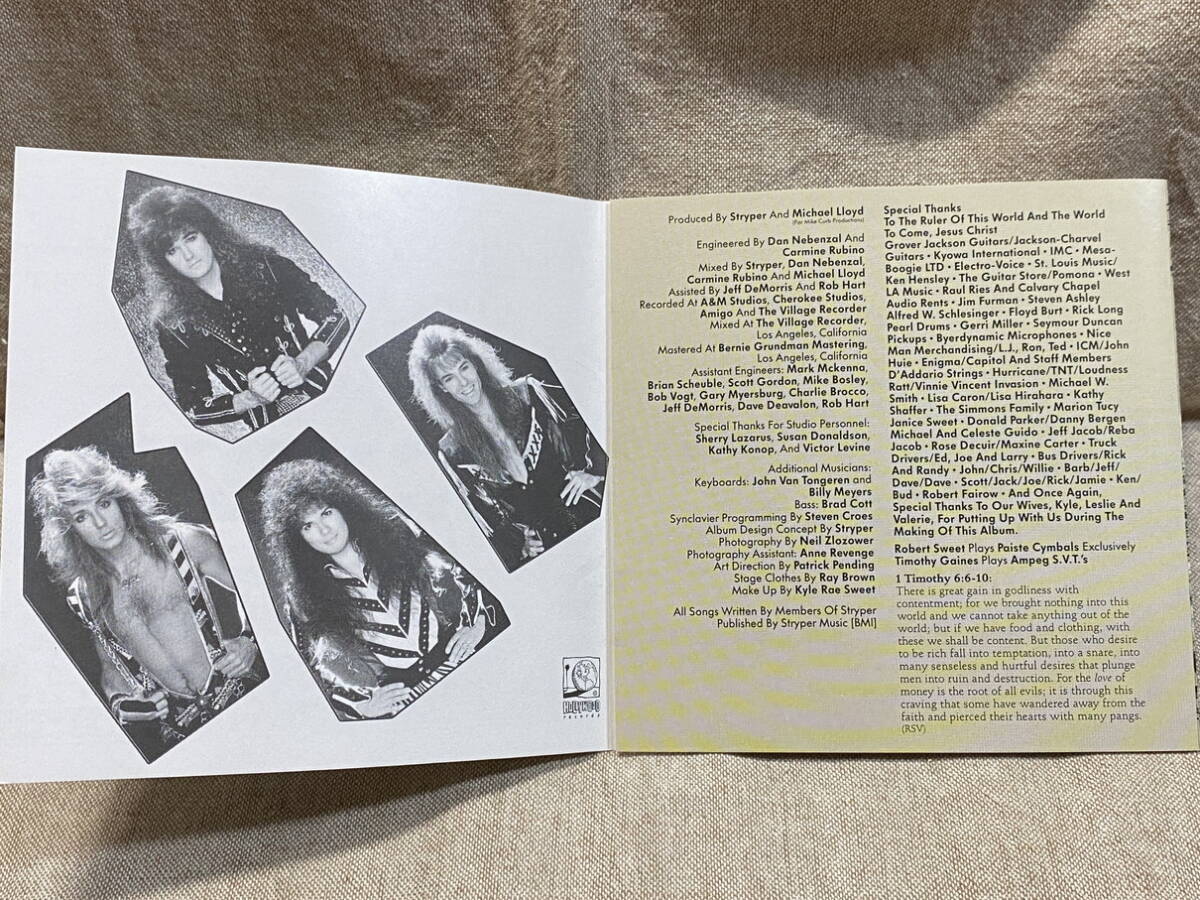 HOLLYWOOD
records
Produced By Stryper And Michael Lloyd
(For Mike Curb Productions)
Engineered By Dan Nebenzal And
Carmine Rubino
Mixed By Stryper, Dan Nebenzal,
Carmine Rubino And Michael Lloyd
Assisted By Jeff DeMorris And Rob Hart
Recorded At A&M Studios, Cherokee Studios,
Amigo And The Village Recorder
Mixed At The Village Recorder,
Los Angeles, California
Mastered At Bernie Grundman Mastering,
Los Angeles, California
Assistant Engineers: Mark Mckenna,
Brian Scheuble, Scott Gordon, Mike Bosley,
Bob Vogt, Gary Myersburg, Charlie Brocco,
Jeff DeMorris, Dave Deavalon, Rob Hart
Special Thanks For Studio Personnel:
Sherry Lazarus, Susan Donaldson,
Kathy Konop, And Victor Levine
Additional Musicians:
Keyboards: John Van Tongeren and
Billy Meyers
Bass: Brad Cott
Synclavier Programming By Steven Croes
Album Design Concept By Stryper
Photography By Neil Zlozower
Photography Assistant: Anne Revenge
Art Direction By Patrick Pending
Stage Clothes By Ray Brown
Make Up By Kyle Rae Sweet
All Songs Written By Members Of Stryper
Published By Stryper Music [BMI]
Special Thanks
To The Ruler Of This World And The World
To Come, Jesus Christ
Grover Jackson Guitars/Jackson-Charvel
Guitars • Kyowa International • IMC • Mesa-
Boogie LTD • Electro-Voice • St. Louis Music/
Ken Hensley • The Guitar Store/Pomona • West
LA Music • Raul Ries And Calvary Chapel
Audio Rents • Jim Furman • Steven Ashley
Alfred W. Schlesinger • Floyd Burt • Rick Long
Pearl Drums • Gerri Miller • Seymour Duncan
Pickups • Byerdynamic Microphones • Nice
Man Merchandising/L.J., Ron, Ted • ICM/John
Huie • Enigma/Capitol And Staff Members
D'Addario Strings • Hurricane/TNT/Loudness
Ratt/Vinnie Vincent Invasion • Michael W.
Smith • Lisa Caron/Lisa Hirahara • Kathy
Shaffer • The Simmons Family • Marion Tucy
Janice Sweet • Donald Parker/Danny Bergen
Michael And Celeste Guido • Jeff Jacob/Reba
Jacob • Rose Decuir/Maxine Carter • Truck
Drivers/Ed, Joe And Larry • Bus Drivers/Rick
And Randy • John/Chris/Willie • Barb/Jeff/
Dave/Dave • Scott/Jack/Joe/Rick/Jamie • Ken/
Bud • Robert Fairow • And Once Again,
Special Thanks To Our Wives, Kyle, Leslie And
Valerie, For Putting Up With Us During The
Making Of This Album.
Robert Sweet Plays Paiste Cymbals Exclusively
Timothy Gaines Plays Ampeg S.V.T.'s
1 Timothy 6:6-10:
There is great gain in godliness with
contentment; for we brought nothing into this
world and we cannot take anything out of the
world; but if we have food and clothing, with
these we shall be content. But those who desire
to be rich fall into temptation, into a snare, into
many senseless and hurtful desires that plunge
men into ruin and destruction. For the love of
money is the root of all evils; it is through this
craving that some have wandered away from the
faith and pierced their hearts with many pangs.
(RSV)